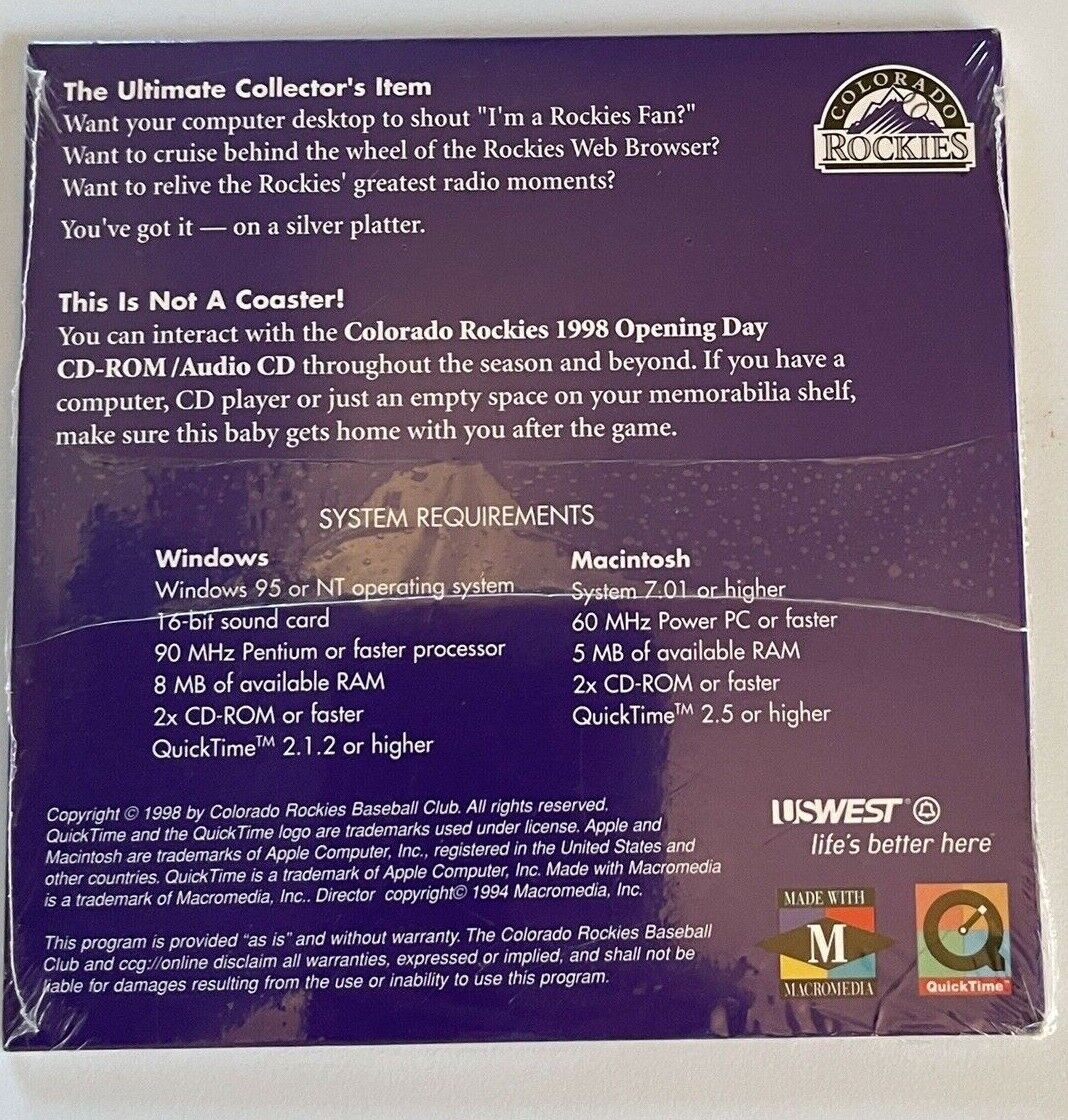 The Ultimate Collector's Item
Want your computer desktop to shout "I'm a Rockies Fan?"
Want to cruise behind the wheel of the Rockies Web Browser?
Want to relive the Rockies' greatest radio moments?
You've got it — on a silver platter.
COLORADO
ROCKIES
This Is Not A Coaster!
You can interact with the Colorado Rockies 1998 Opening Day
CD-ROM/Audio CD throughout the season and beyond. If you have a
computer, CD player or just an empty space on your memorabilia shelf,
make sure this baby gets home with you after the game.
SYSTEM REQUIREMENTS
Windows
Windows 95 or NT operating system
16-bit sound card
90 MHz Pentium or faster processor
8 MB of available RAM
2x CD-ROM or faster
QuickTime™ 2.1.2 or higher
Macintosh
System 7.01 or higher
60 MHz Power PC or faster
5 MB of available RAM
2x CD-ROM or faster
QuickTime™ 2.5 or higher
Copyright © 1998 by Colorado Rockies Baseball Club. All rights reserved.
QuickTime and the QuickTime logo are trademarks used under license. Apple and
Macintosh are trademarks of Apple Computer, Inc., registered in the United States and
other countries. QuickTime is a trademark of Apple Computer, Inc. Made with Macromedia
is a trademark of Macromedia, Inc.. Director copyright© 1994 Macromedia, Inc.
This program is provided "as is" and without warranty. The Colorado Rockies Baseball
Club and ccg://online disclaim all warranties, expressed or implied, and shall not be
liable for damages resulting from the use or inability to use this program.
USWEST®
life's better here™
MADE WITH
M
MACROMEDIA
QuickTime™